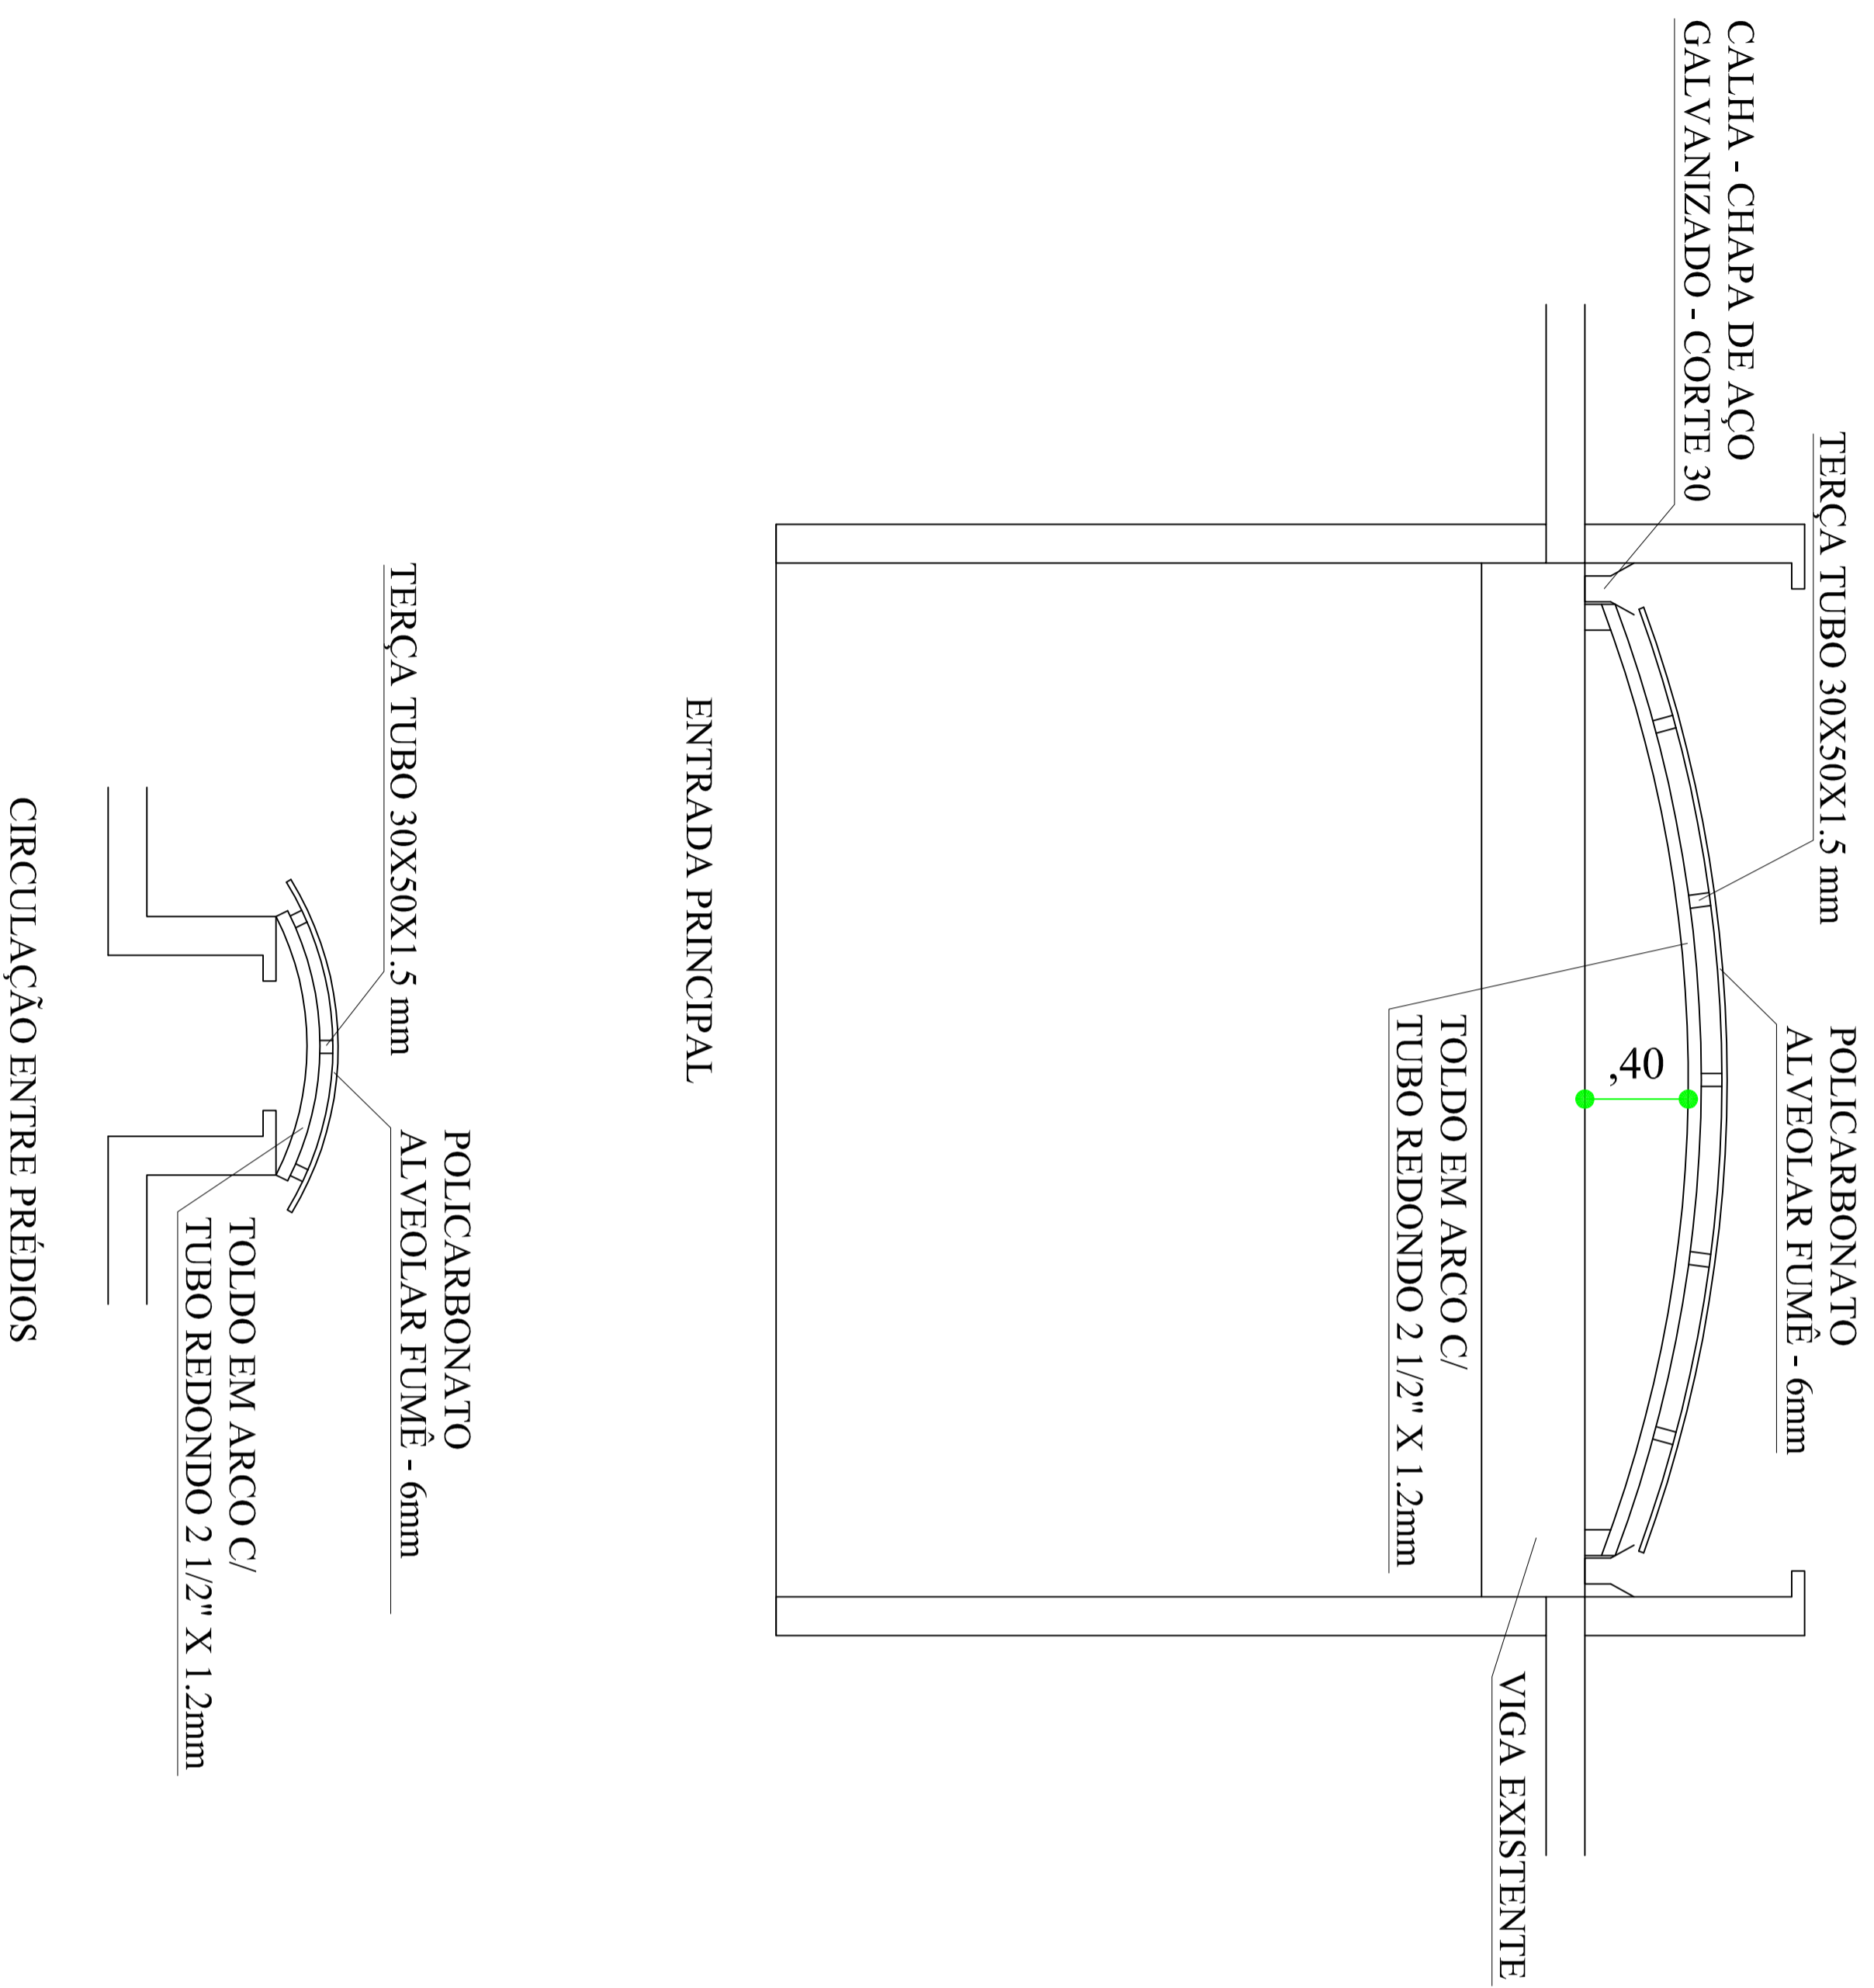 TERÇA TUBO 30X50X1.5 mm
POLICARBONATO
ALVEOLAR FUMÊ - 6mm
CALHA - CHAPA DE AÇO
GALVANIZADO - CORTE 30
,40
TOLDO EM ARCO C/
TUBO REDONDO 2 1/2" X 1.2mm
VIGA EXISTENTE
ENTRADA PRINCIPAL
TERÇA TUBO 30X50X1.5 mm
POLICARBONATO
ALVEOLAR FUMÊ - 6mm
TOLDO EM ARCO C/
TUBO REDONDO 2 1/2" X 1.2mm
CIRCULAÇÃO ENTRE PRÉDIOS